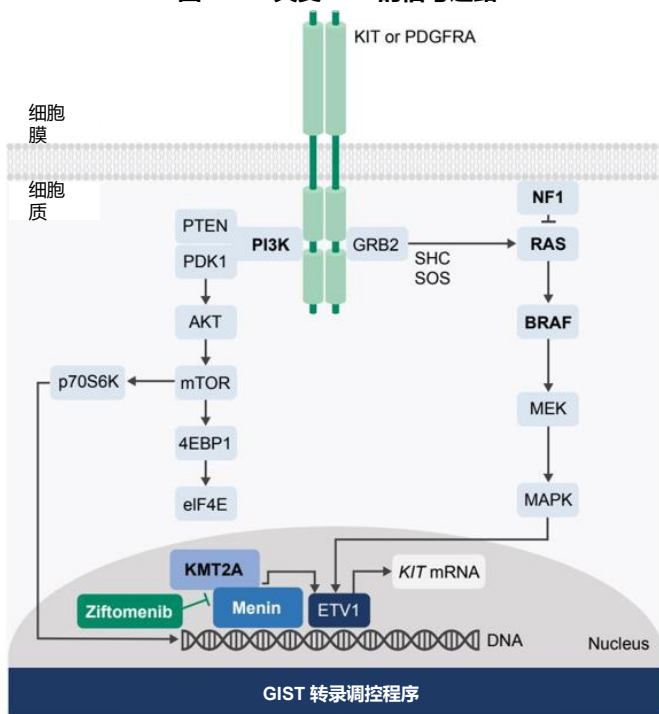 KIT or PDGFRA
细胞
膜
细胞
质
NF1
PTEN
PI3K
GRB2
RAS
PDK1
SHC
SOS
AKT
BRAF
p70S6K
mTOR
MEK
4EBP1
eIF4E
MAPK
KMT2A
KIT mRNA
Ziftomenib
Menin
ETV1
DNA
Nucleus
GIST 转录调控程序